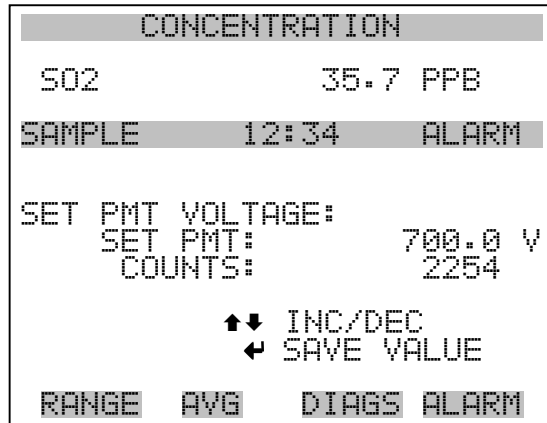 CONCENTRATION
SO2 35.7 PPB
SAMPLE 12:34 ALARM
SET PMT VOLTAGE:
SET PMT: 700.0 V
COUNTS: 2254
⬆⬇ INC/DEC
↵ SAVE VALUE
RANGE AVG DIAGS ALARM